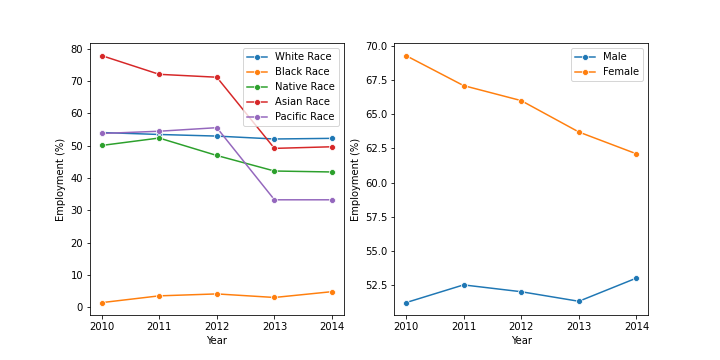 80
70
60
50
40
30
20
10
0
Employment (%)
2010 2011 2012 2013 2014
Year
White Race
Black Race
Native Race
Asian Race
Pacific Race
70.0
67.5
65.0
62.5
60.0
57.5
55.0
52.5
Employment (%)
2010 2011 2012 2013 2014
Year
Male
Female